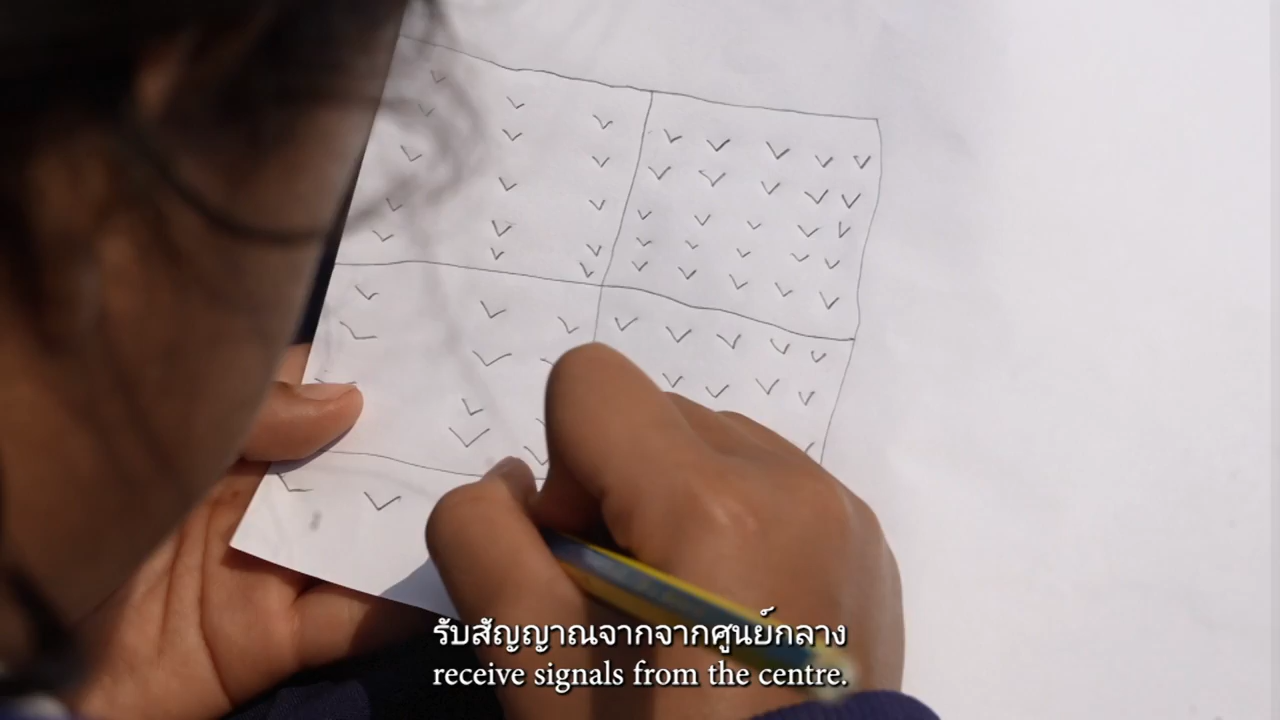 รับสัญญาณจากจากศูนย์กลาง
receive signals from the centre.